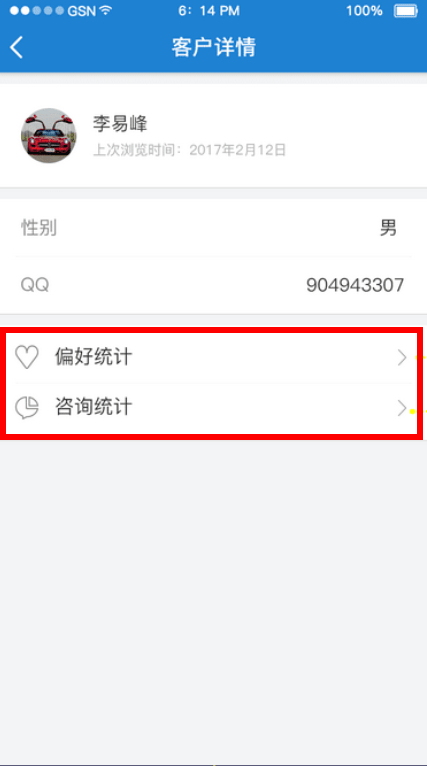 GSN 6: 14 PM 100%
客户详情
李易峰
上次浏览时间：2017年2月12日
性别 男
QQ 904943307
偏好统计
咨询统计